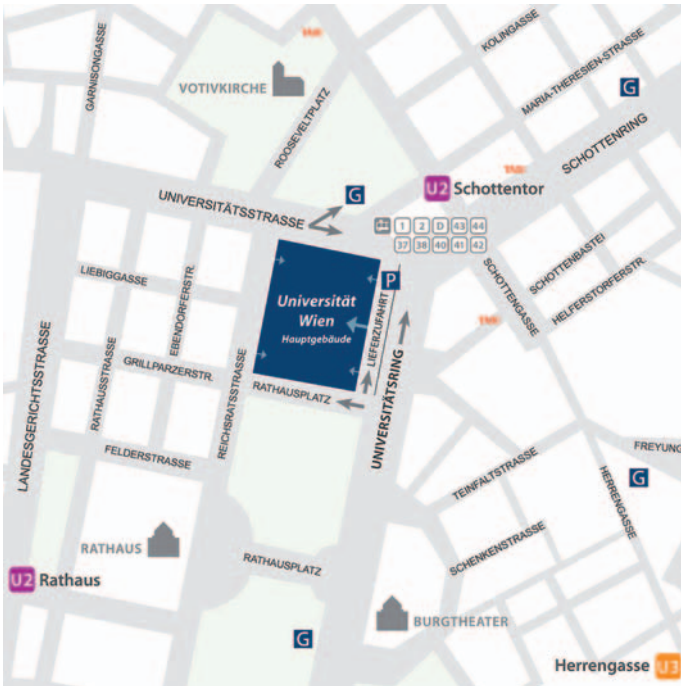 KOLINGASSE
GARNISONGASSE
MARIA-THERESIEN-STRASSE
VOTIVKIRCHE
G
ROOSEVELTPLATZ
SCHOTTENRING
U2 Schottentor
G
UNIVERSITÄTSSTRASSE
1 2 D 43 44
37 38 40 41 42
SCHOTTENBASTEI
SCHOTTENGASSE
HELFERSTORFERSTR.
LIEBIGGASSE
EBENDORFERSTR.
P
Universität
Wien
Hauptgebäude
LIEFERZUFAHRT
LANDESGERICHTSSTRASSE
RATHAUSSTRASSE
GRILLPARZERSTR.
REICHSRATSSTRASSE
RATHAUSPLATZ
UNIVERSITÄTSRING
FELDERSTRASSE
FREYUNG
TEINFALTSTRASSE
HERRENGASSE
G
SCHENKENSTRASSE
RATHAUS
RATHAUSPLATZ
U2 Rathaus
BURGTHEATER
G
Herrengasse U3